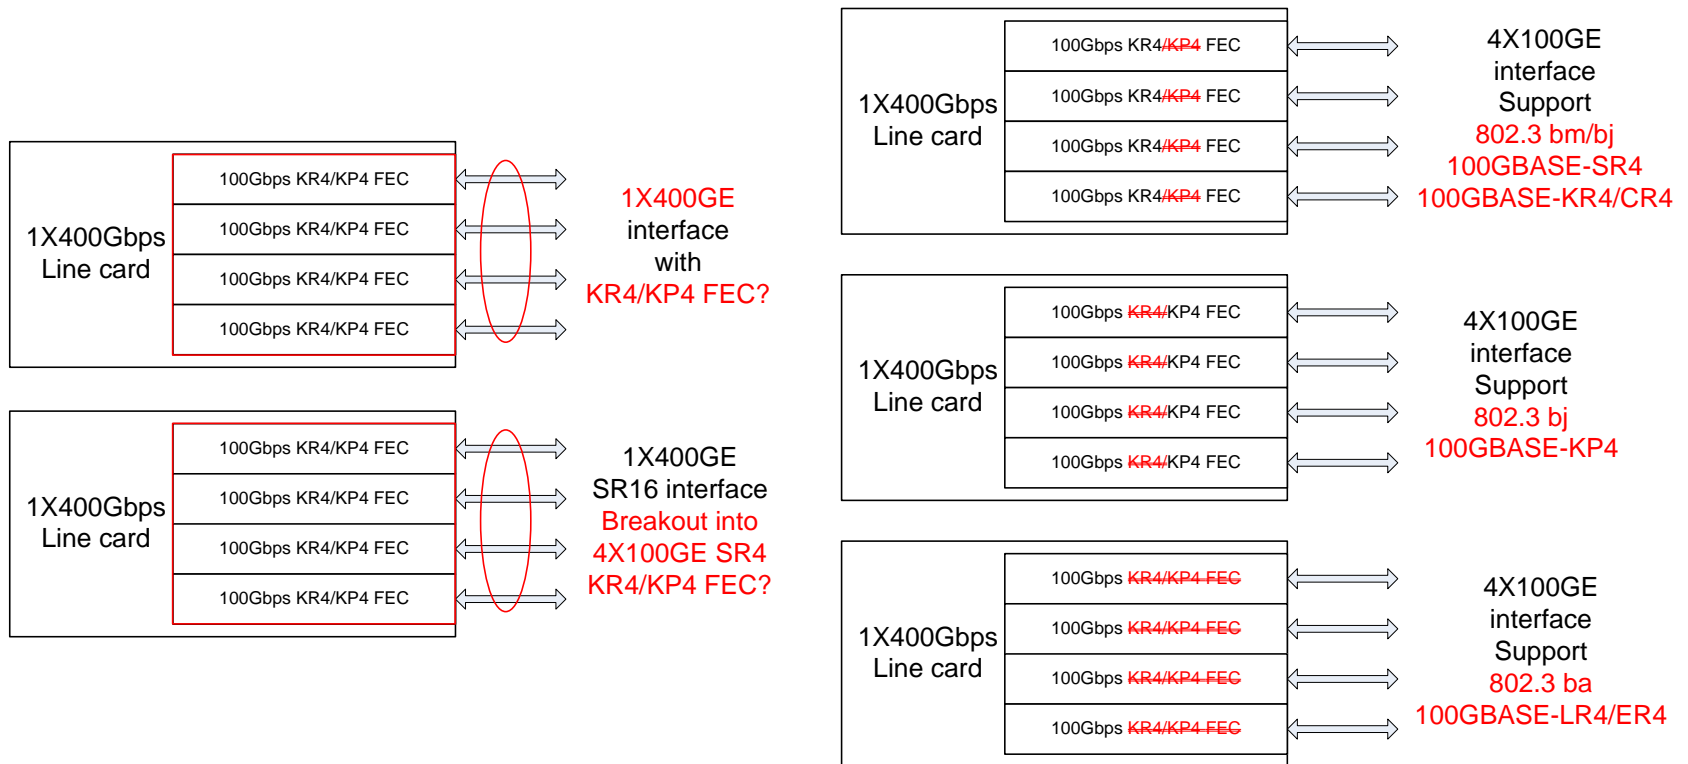 1X400Gbps
Line card
100Gbps KR4/KP4 FEC
100Gbps KR4/KP4 FEC
100Gbps KR4/KP4 FEC
100Gbps KR4/KP4 FEC
1X400GE
interface
with
KR4/KP4 FEC?
1X400Gbps
Line card
100Gbps KR4/KP4 FEC
100Gbps KR4/KP4 FEC
100Gbps KR4/KP4 FEC
100Gbps KR4/KP4 FEC
1X400GE
SR16 interface
Breakout into
4X100GE SR4
KR4/KP4 FEC?
1X400Gbps
Line card
100Gbps KR4/KP4 FEC
100Gbps KR4/KP4 FEC
100Gbps KR4/KP4 FEC
100Gbps KR4/KP4 FEC
4X100GE
interface
Support
802.3 bm/bj
100GBASE-SR4
100GBASE-KR4/CR4
1X400Gbps
Line card
100Gbps KR4/KP4 FEC
100Gbps KR4/KP4 FEC
100Gbps KR4/KP4 FEC
100Gbps KR4/KP4 FEC
4X100GE
interface
Support
802.3 bj
100GBASE-KP4
1X400Gbps
Line card
100Gbps KR4/KP4 FEC
100Gbps KR4/KP4 FEC
100Gbps KR4/KP4 FEC
100Gbps KR4/KP4 FEC
4X100GE
interface
Support
802.3 ba
100GBASE-LR4/ER4